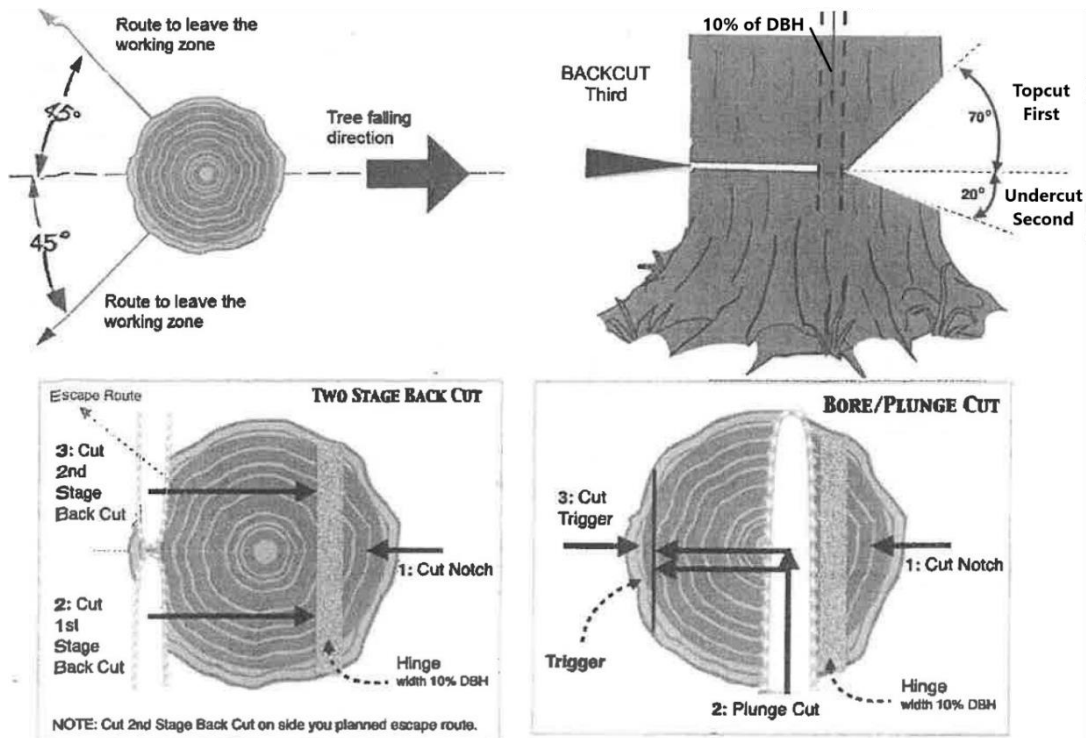 Route to leave the
working zone
45°
45°
Tree falling
direction
Route to leave the
working zone
10% of DBH
BACKCUT
Third
70°
Topcut
First
20°
Undercut
Second
TWO STAGE BACK CUT
Escape Route
3: Cut
2nd
Stage
Back Cut
1: Cut Notch
2: Cut
1st
Stage
Back Cut
Hinge
width 10% DBH
NOTE: Cut 2nd Stage Back Cut on side you planned escape route.
BORE/PLUNGE CUT
3: Cut
Trigger
1: Cut Notch
Trigger
Hinge
width 10% DBH
2: Plunge Cut